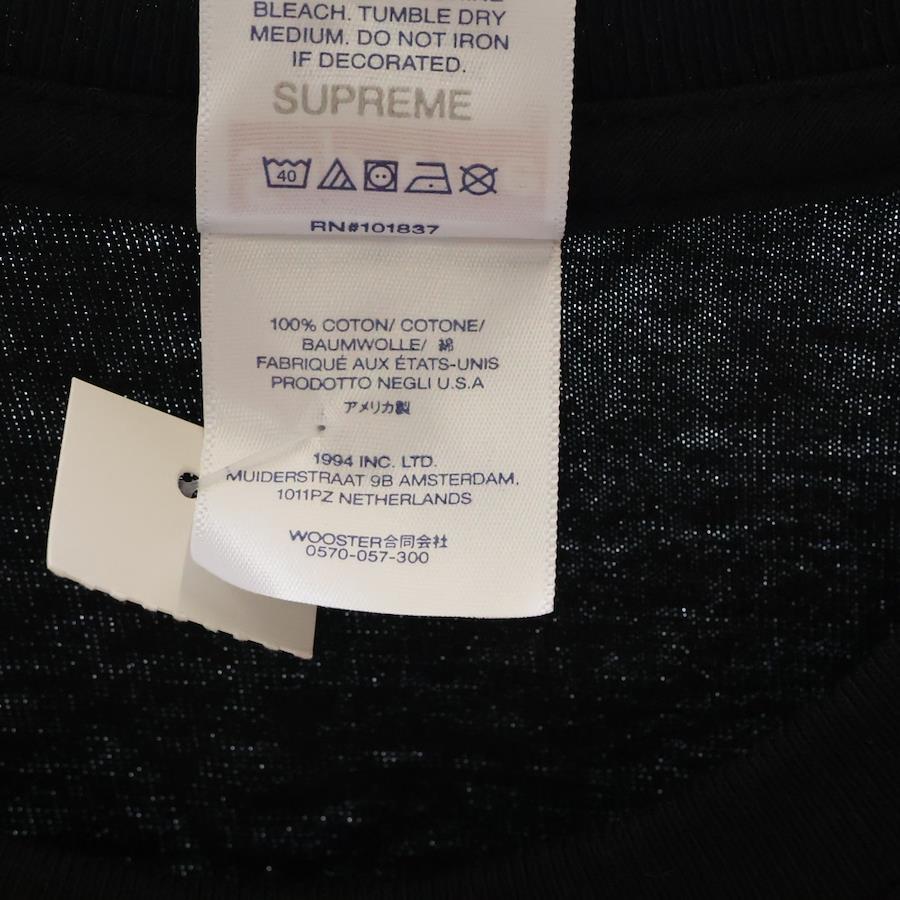 BLEACH. TUMBLE DRY
MEDIUM. DO NOT IRON
IF DECORATED.
SUPREME
40
RN#101837
100% COTON/ COTONE/
BAUMWOLLE/ 綿
FABRIQUÉ AUX ÉTATS-UNIS
PRODOTTO NEGLI U.S.A
アメリカ製
1994 INC. LTD.
MUIDERSTRAAT 9B AMSTERDAM,
1011PZ NETHERLANDS
WOOSTER合同会社
0570-057-300